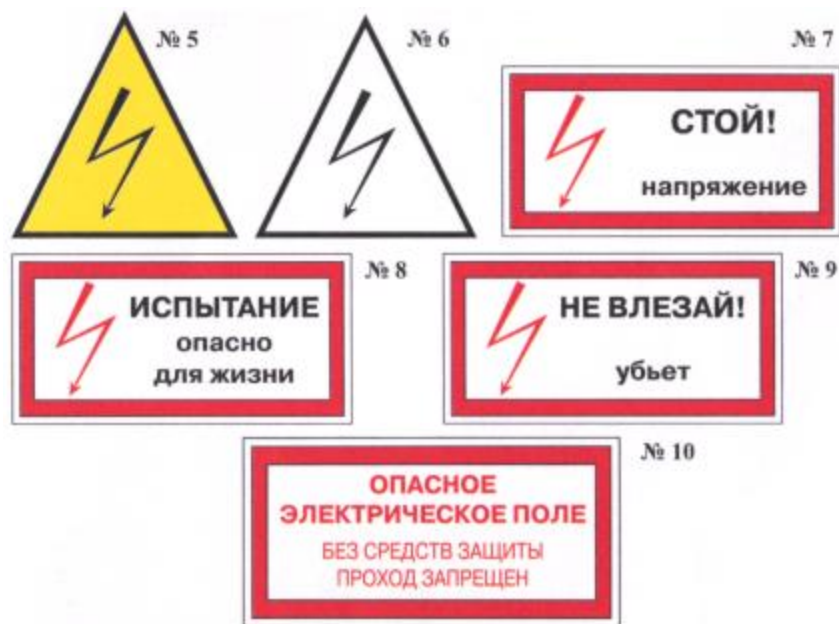 № 5
№ 6
№ 7
СТОЙ!
напряжение
№ 8
ИСПЫТАНИЕ
опасно
для жизни
№ 9
НЕ ВЛЕЗАЙ!
убьет
№ 10
ОПАСНОЕ
ЭЛЕКТРИЧЕСКОЕ ПОЛЕ
БЕЗ СРЕДСТВ ЗАЩИТЫ
ПРОХОД ЗАПРЕЩЕН